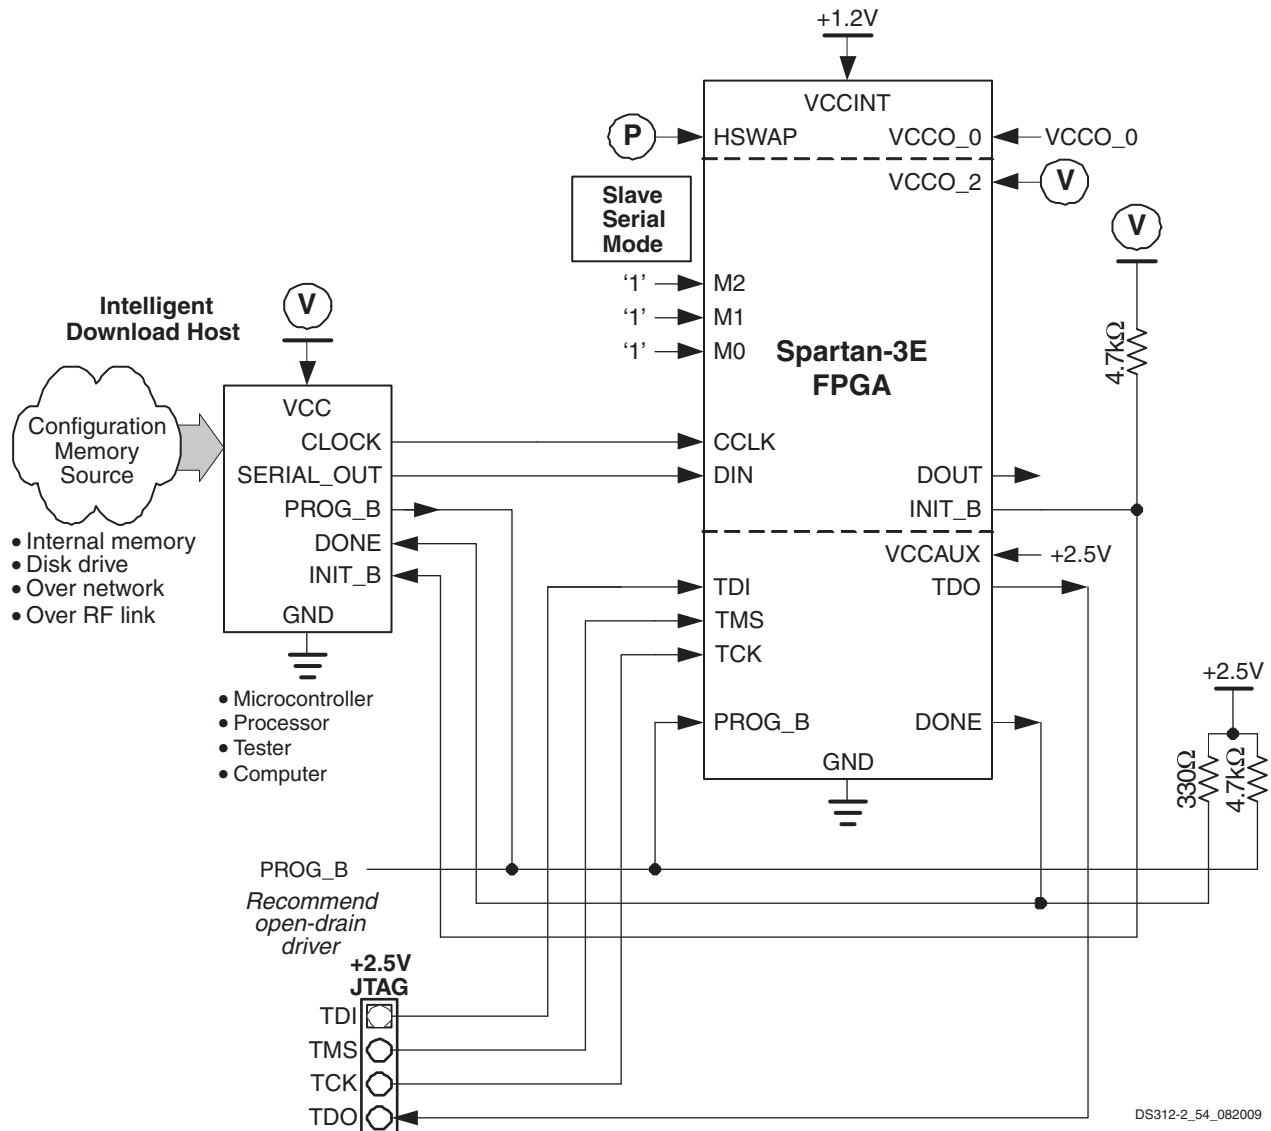 +1.2V
VCCINT
P
HSWAP
VCCO_0
VCCO_0
VCCO_2
V
Slave
Serial
Mode
V
'1'
M2
'1'
M1
'1'
M0
Spartan-3E
FPGA
4.7kΩ
Intelligent
Download Host
V
Configuration
Memory
Source
VCC
CLOCK
SERIAL_OUT
PROG_B
DONE
INIT_B
GND
CCLK
DIN
DOUT
INIT_B
• Internal memory
• Disk drive
• Over network
• Over RF link
VCCAUX
+2.5V
TDI
TDO
TMS
TCK
PROG_B
DONE
GND
• Microcontroller
• Processor
• Tester
• Computer
+2.5V
330Ω
4.7kΩ
PROG_B
Recommend
open-drain
driver
+2.5V
JTAG
TDI
TMS
TCK
TDO
DS312-2_54_082009